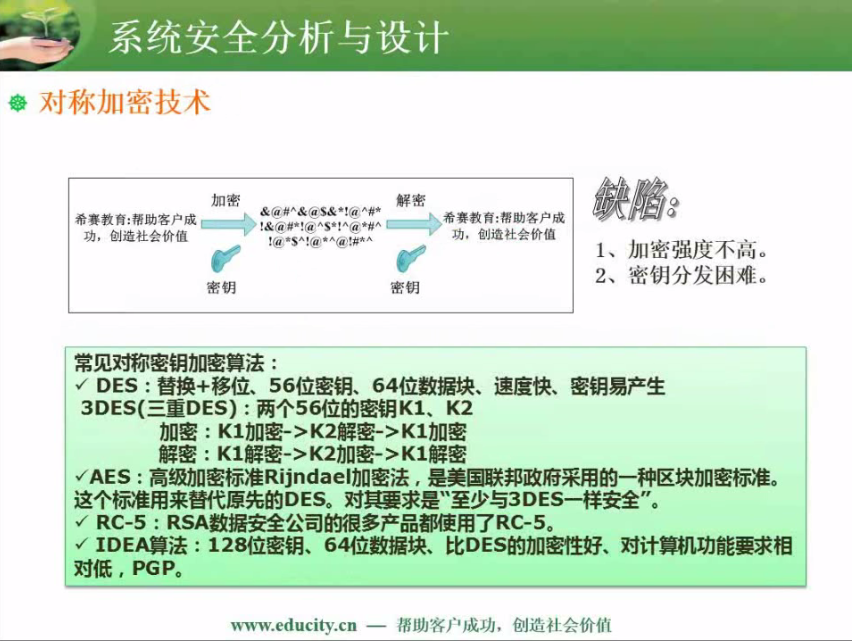 系统安全分析与设计
对称加密技术
加密
解密
希赛教育:帮助客户成
功，创造社会价值
&@#^&@$&*!@^#*
!&@#*!@^$*!^@*#^
!@*$^!@*^@!#*^
希赛教育:帮助客户成
功，创造社会价值
密钥
密钥
缺陷:
1、加密强度不高。
2、密钥分发困难。
常见对称密钥加密算法：
✓ DES：替换+移位、56位密钥、64位数据块、速度快、密钥易产生
3DES(三重DES)：两个56位的密钥K1、K2
加密：K1加密->K2解密->K1加密
解密：K1解密->K2加密->K1解密
✓AES：高级加密标准Rijndael加密法，是美国联邦政府采用的一种区块加密标准。
这个标准用来替代原先的DES。对其要求是“至少与3DES一样安全”。
✓ RC-5：RSA数据安全公司的很多产品都使用了RC-5。
✓ IDEA算法：128位密钥、64位数据块、比DES的加密性好、对计算机功能要求相
对低，PGP。
www.educity.cn — 帮助客户成功，创造社会价值